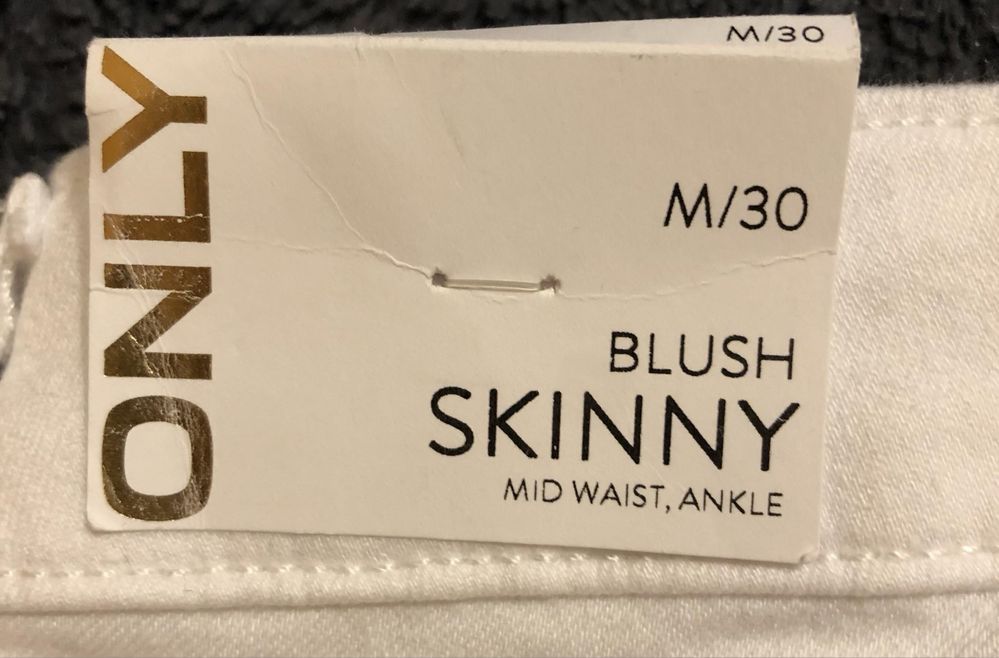 M/30
ONLY
M/30
BLUSH
SKINNY
MID WAIST, ANKLE